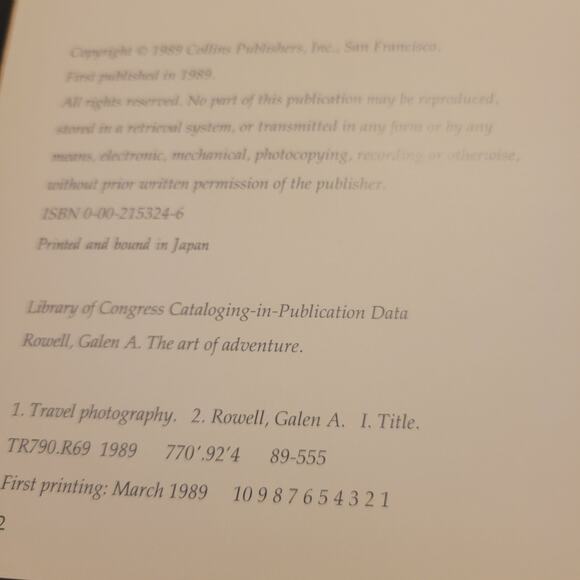 Copyright © 1989 Collins Publishers, Inc., San Francisco.
First published in 1989.
All rights reserved. No part of this publication may be reproduced,
stored in a retrieval system, or transmitted in any form or by any
means, electronic, mechanical, photocopying, recording or otherwise,
without prior written permission of the publisher.
ISBN 0-00-215324-6
Printed and bound in Japan
Library of Congress Cataloging-in-Publication Data
Rowell, Galen A. The art of adventure.
1. Travel photography. 2. Rowell, Galen A. I. Title.
TR790.R69 1989 770'.92'4 89-555
First printing: March 1989 10 9 8 7 6 5 4 3 2 1
2